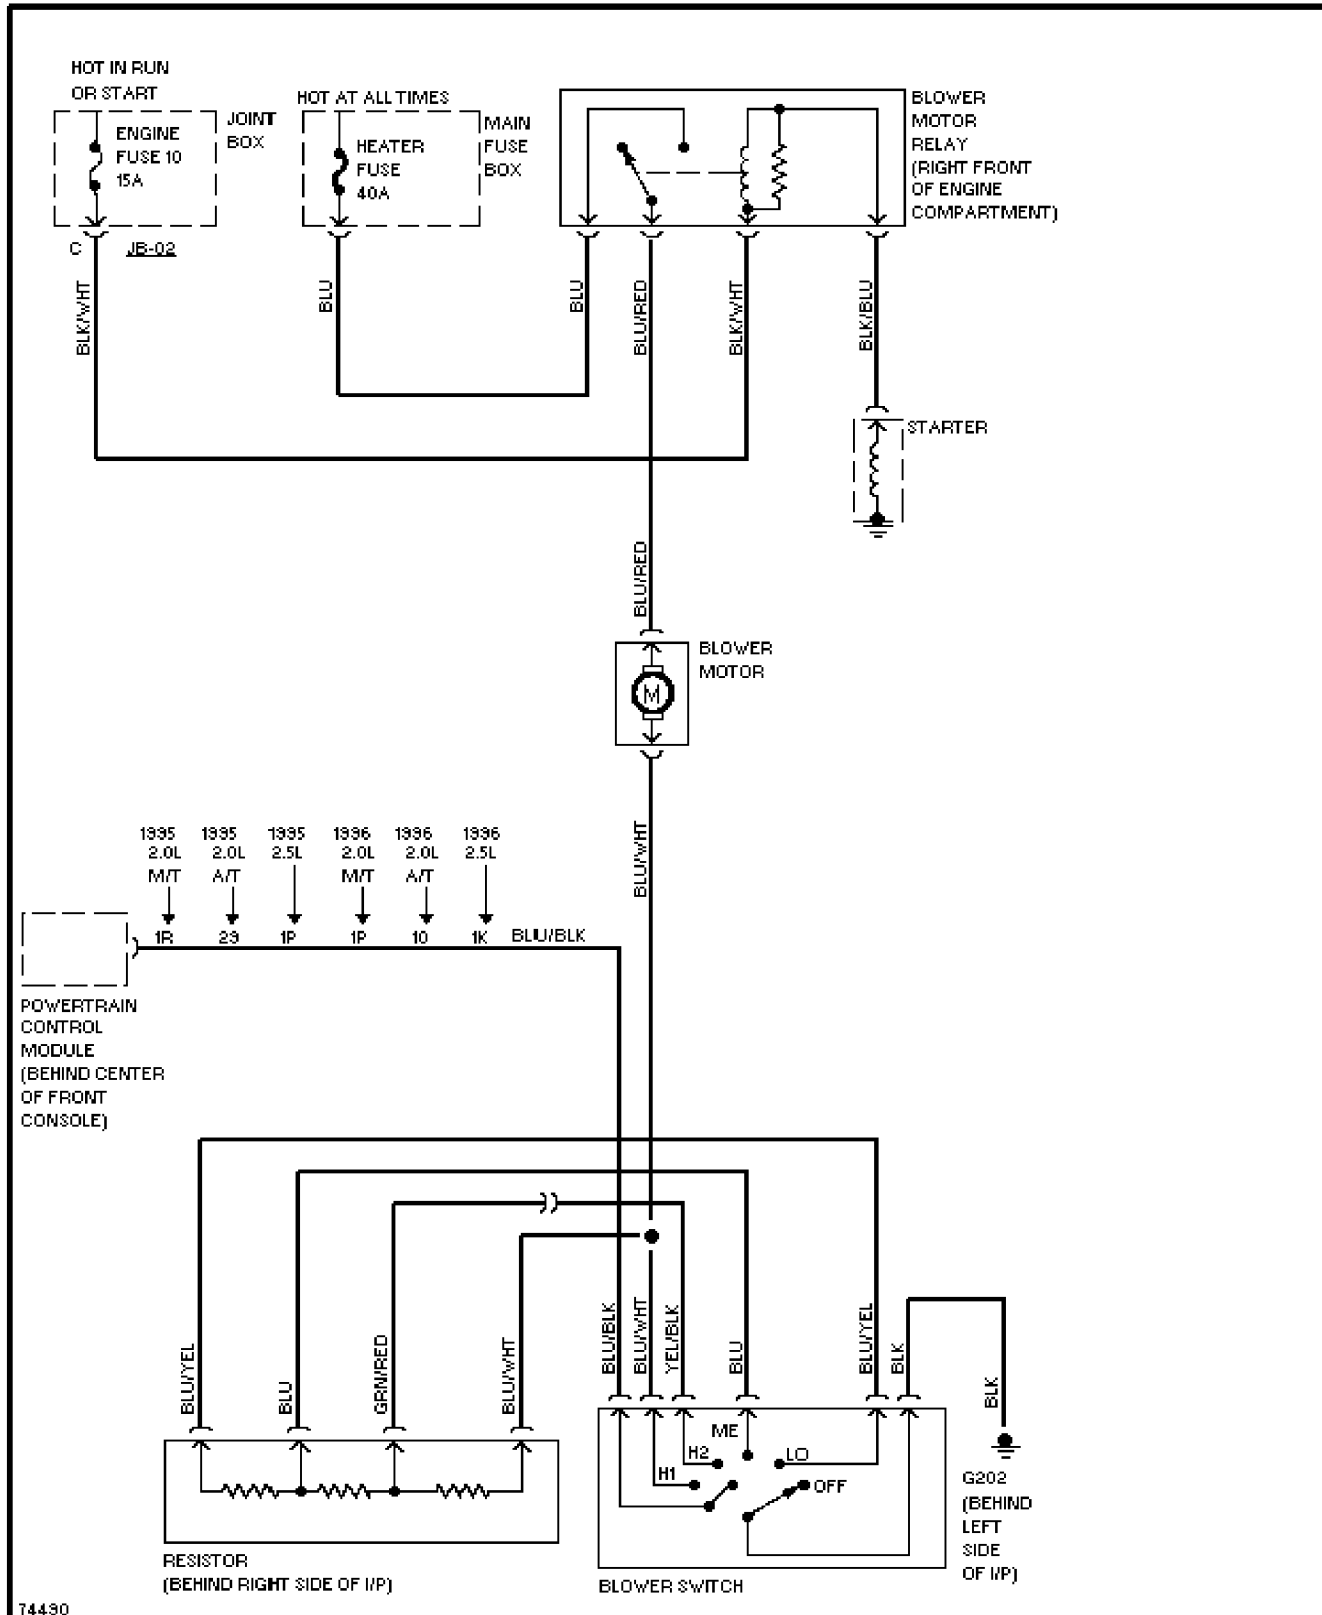 HOT IN RUN
OR START
JOINT
BOX
ENGINE
FUSE 10
15A
C
JB-02
HOT AT ALL TIMES
MAIN
FUSE
BOX
HEATER
FUSE
40A
BLOWER
MOTOR
RELAY
(RIGHT FRONT
OF ENGINE
COMPARTMENT)
BLK/WHT
BLU
BLU
BLU/RED
BLK/WHT
BLK/BLU
STARTER
BLU/RED
BLOWER
MOTOR
M
BLU/WHT
1995
2.0L
M/T
1995
2.0L
A/T
1995
2.5L
1996
2.0L
M/T
1996
2.0L
A/T
1996
2.5L
1R
29
1P
1P
10
1K
BLU/BLK
POWERTRAIN
CONTROL
MODULE
(BEHIND CENTER
OF FRONT
CONSOLE)
BLU/YEL
BLU
GRN/RED
BLU/WHT
BLU/BLK
BLU/WHT
YEL/BLK
BLU
BLU/YEL
BLK
BLK
ME
H2
LO
H1
OFF
G202
(BEHIND
LEFT
SIDE
OF I/P)
RESISTOR
(BEHIND RIGHT SIDE OF I/P)
BLOWER SWITCH
74490